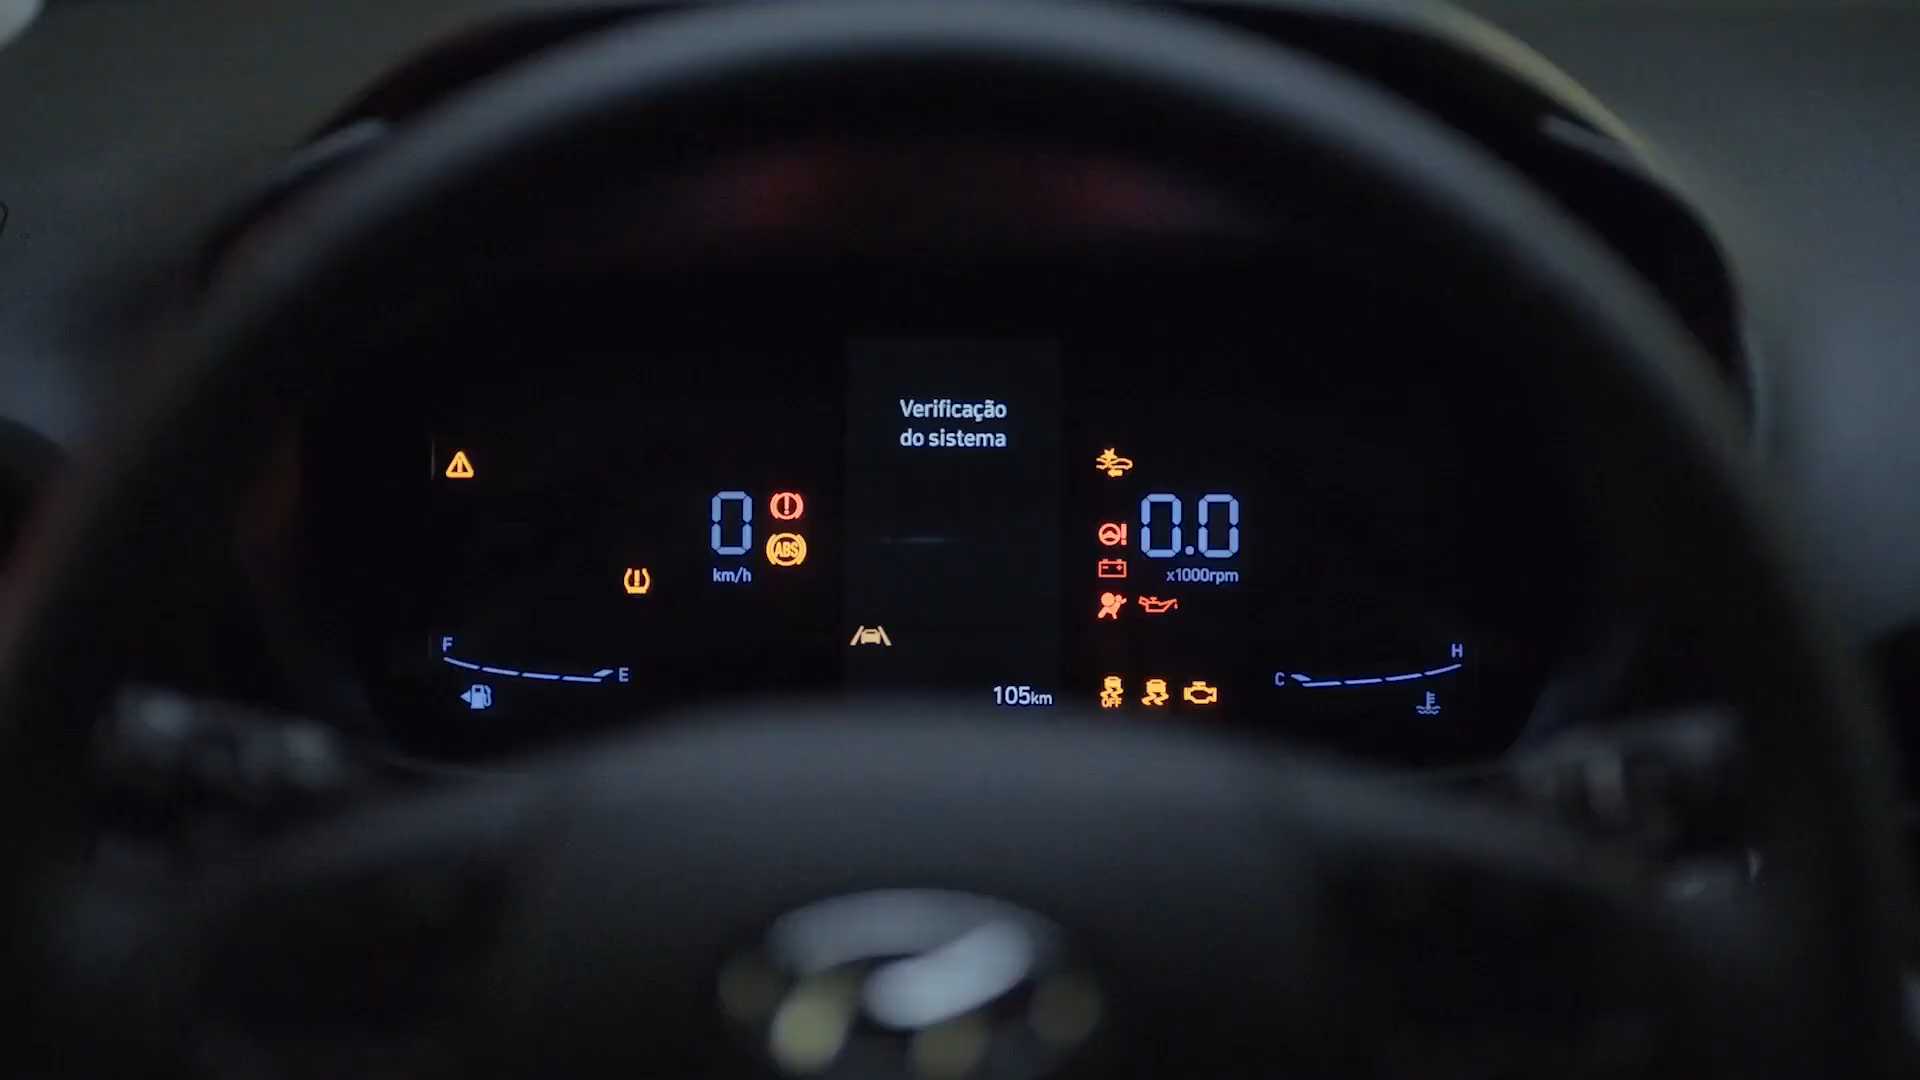 Verificação
do sistema
0
km/h
ABS
0.0
x1000rpm
F
E
105km
OFF
C
H